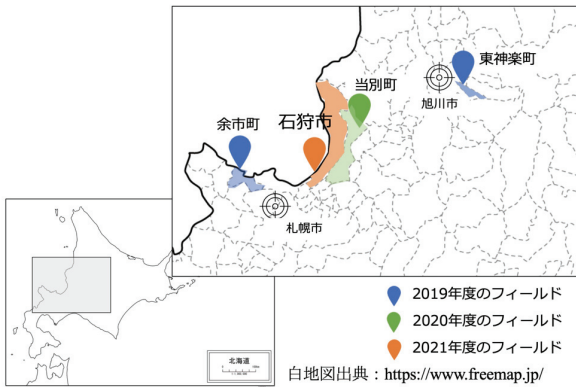 東神楽町
旭川市
当別町
石狩市
余市町
札幌市
2019年度のフィールド
2020年度のフィールド
2021年度のフィールド
北海道
白地図出典：https://www.freemap.jp/